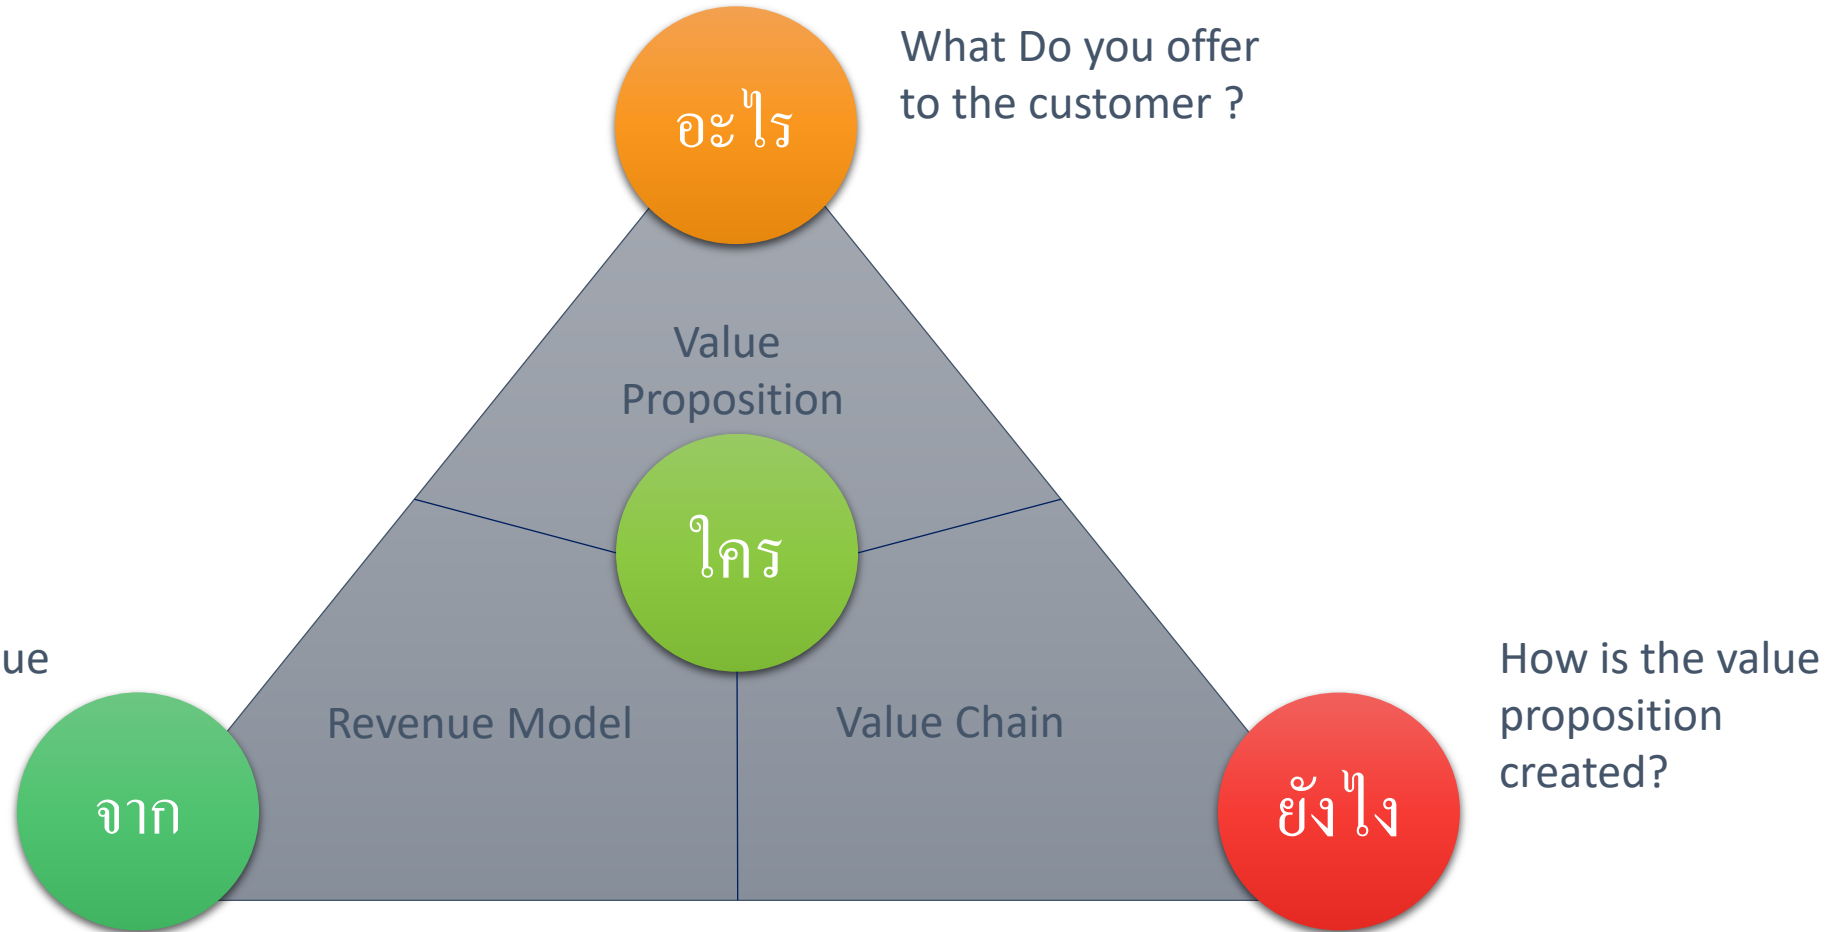 อะไร
What Do you offer
to the customer ?
Value
Proposition
ใคร
ue
Revenue Model
Value Chain
จาก
ยังไง
How is the value
proposition
created?